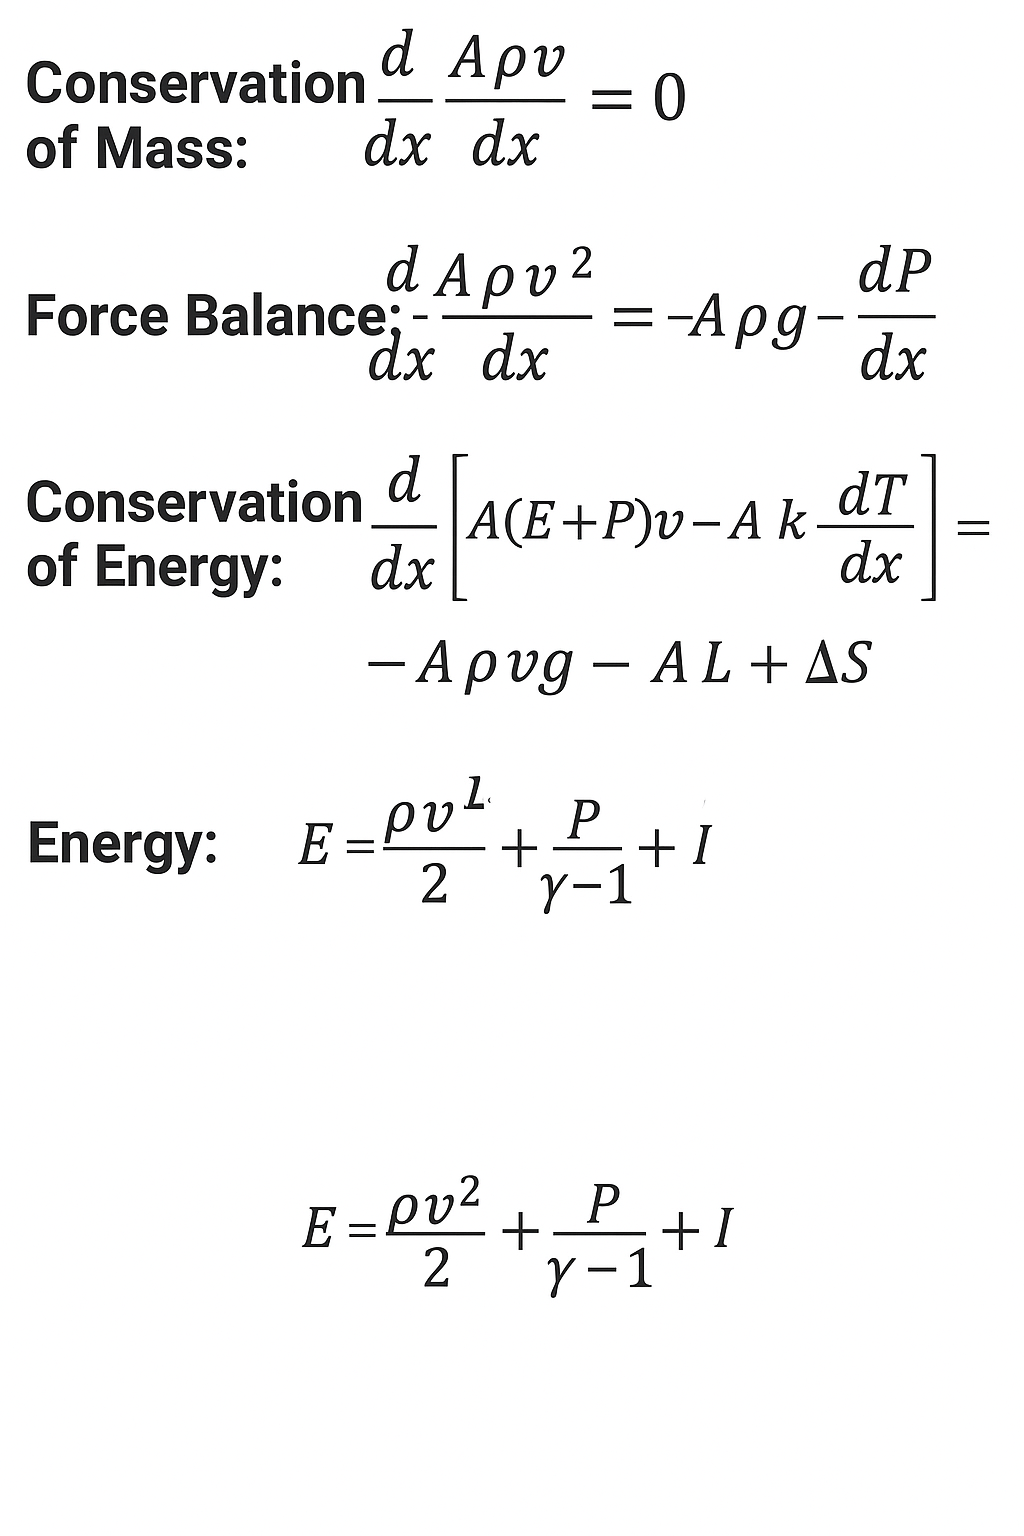 Conservation of Mass: d/dx Aρv/dx = 0
Force Balance: d/dx Aρv²/dx = -Aρg - dP/dx
Conservation of Energy: d/dx [A(E+P)v - A k dT/dx] =
- Aρvg - A L + ΔS
Energy: E = ρv¹/2 + P/(γ-1) + I
E = ρv²/2 + P/(γ-1) + I